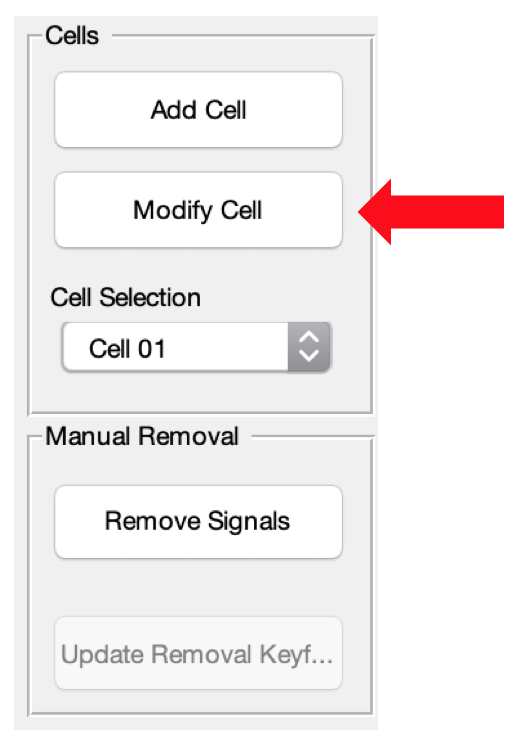 Cells
Add Cell
Modify Cell
Cell Selection
Cell 01
Manual Removal
Remove Signals
Update Removal Keyf...